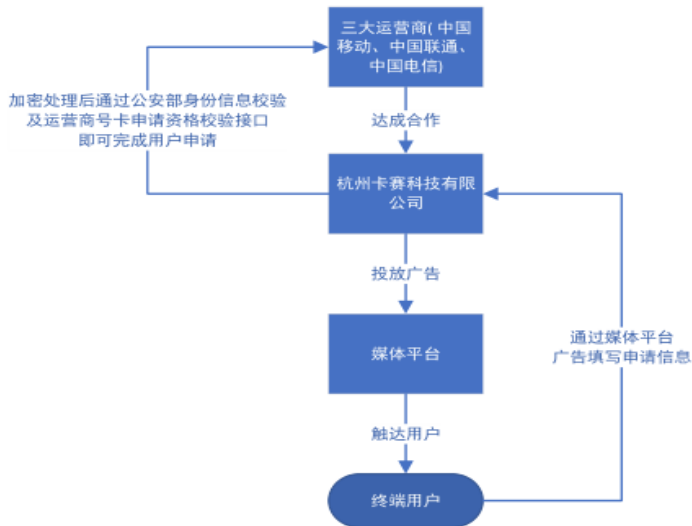 三大运营商( 中国
移动、中国联通、
中国电信)
加密处理后通过公安部身份信息校验
及运营商号卡申请资格校验接口
即可完成用户申请
达成合作
杭州卡赛科技有限
公司
投放广告
媒体平台
通过媒体平台
广告填写申请信息
触达用户
终端用户